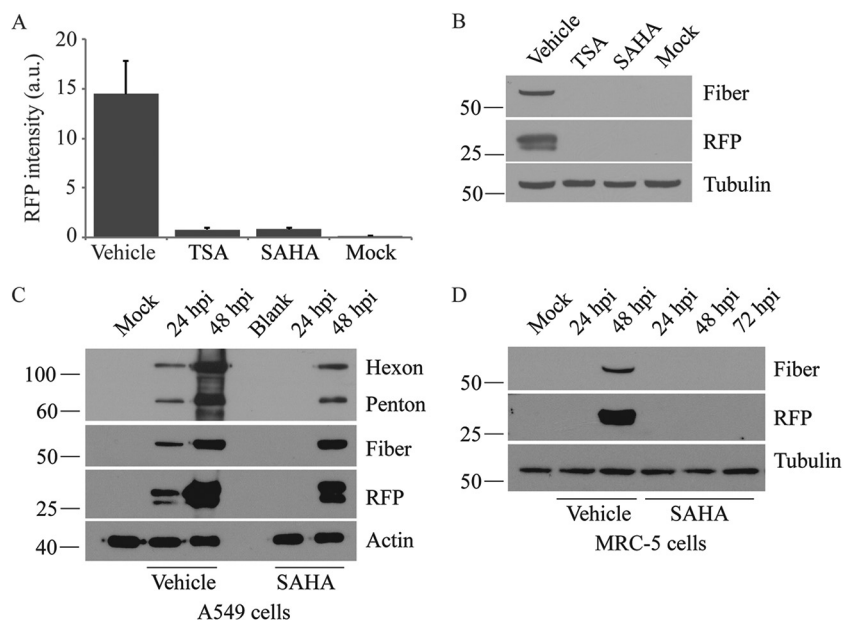 A
RFP intensity (a.u.)
20
15
10
5
0
Vehicle TSA SAHA Mock
B
Vehicle TSA SAHA Mock
50 Fiber
25 RFP
50 Tubulin
C
Mock 24 hpi 48 hpi Blank 24 hpi 48 hpi
100 Hexon
60 Penton
50 Fiber
25 RFP
40 Actin
Vehicle SAHA
A549 cells
D
Mock 24 hpi 48 hpi 24 hpi 48 hpi 72 hpi
50 Fiber
25 RFP
50 Tubulin
Vehicle SAHA
MRC-5 cells